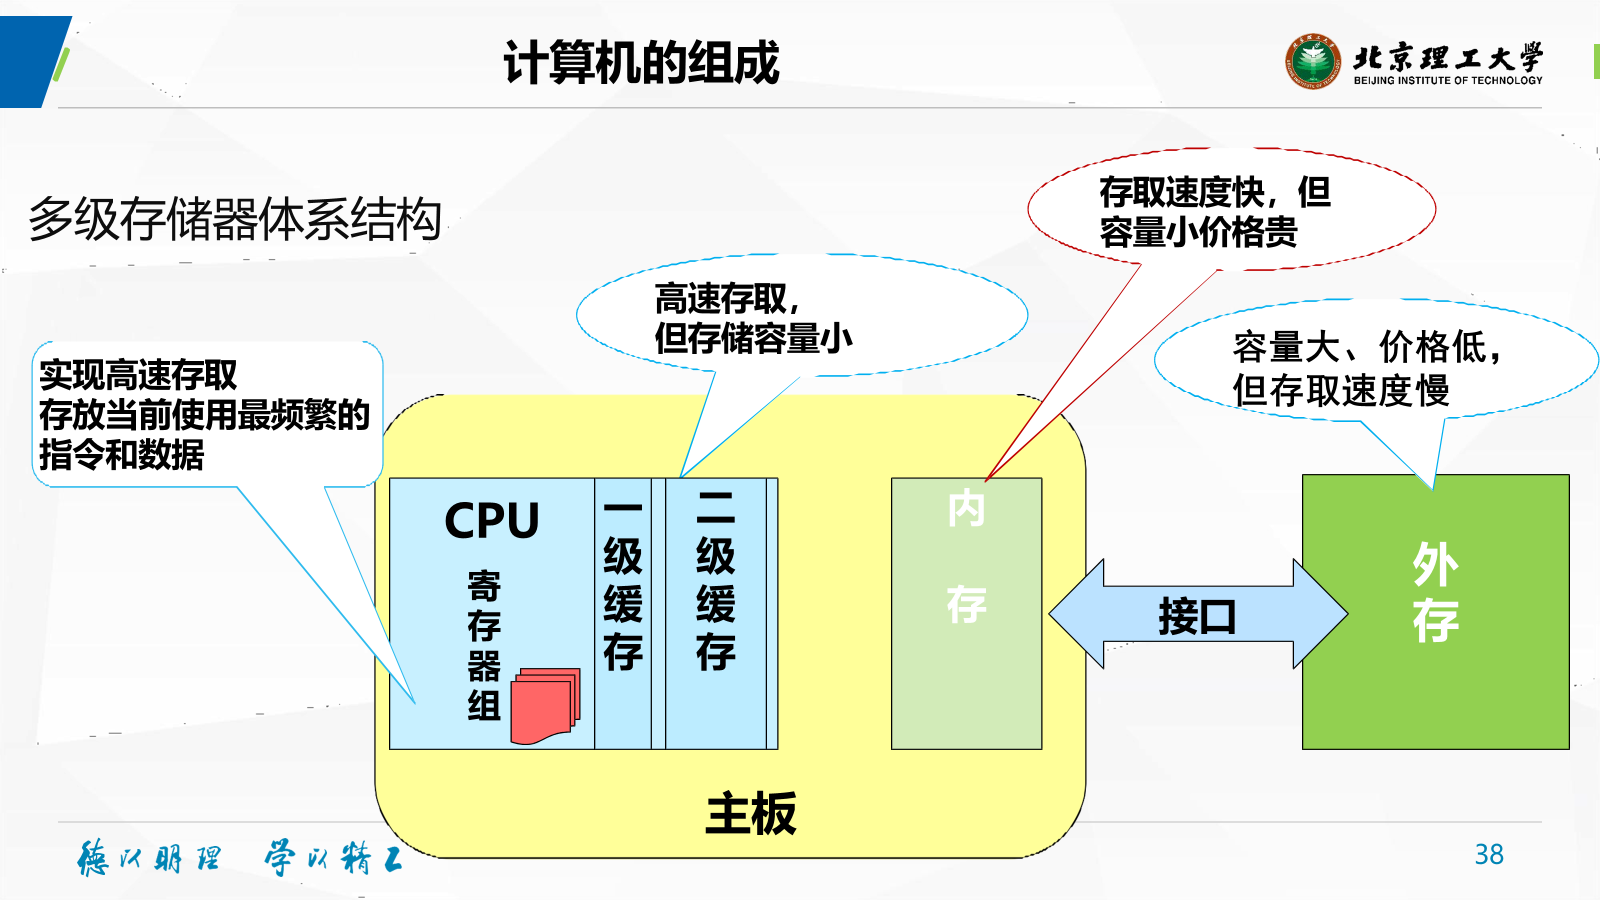 计算机的组成
北京理工大学
BEIJING INSTITUTE OF TECHNOLOGY
多级存储器体系结构
存取速度快，但
容量小价格贵
高速存取，
但存储容量小
容量大、价格低，
但存取速度慢
实现高速存取
存放当前使用最频繁的
指令和数据
CPU
寄存器组
一级缓存
二级缓存
内存
接口
外存
主板
德以明理 学以精工
38